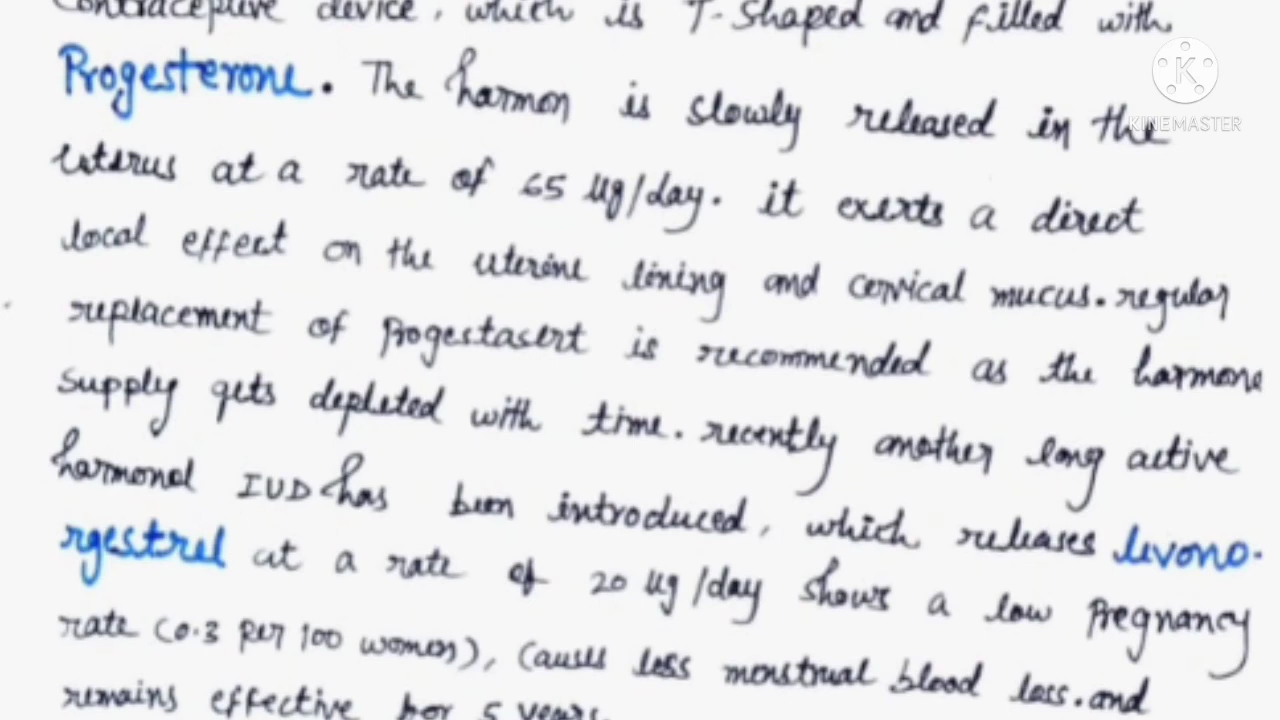 contraceptive device, which is T-shaped and filled with
Progesterone. The harmon is slowly released in the
KINEMASTER
uterus at a rate of 65 ug/day. it exerts a direct
local effect on the uterine lining and cervical mucus. regular
replacement of Progestasert is recommended as the harmone
supply gets depleted with time. recently another long active
harmonal IUD has been introduced, which releases levono-
rgestrel at a rate of 20 ug/day shows a low Pregnancy
rate (0.3 per 100 women), causes less menstrual blood loss. and
remains effective for 5 years.